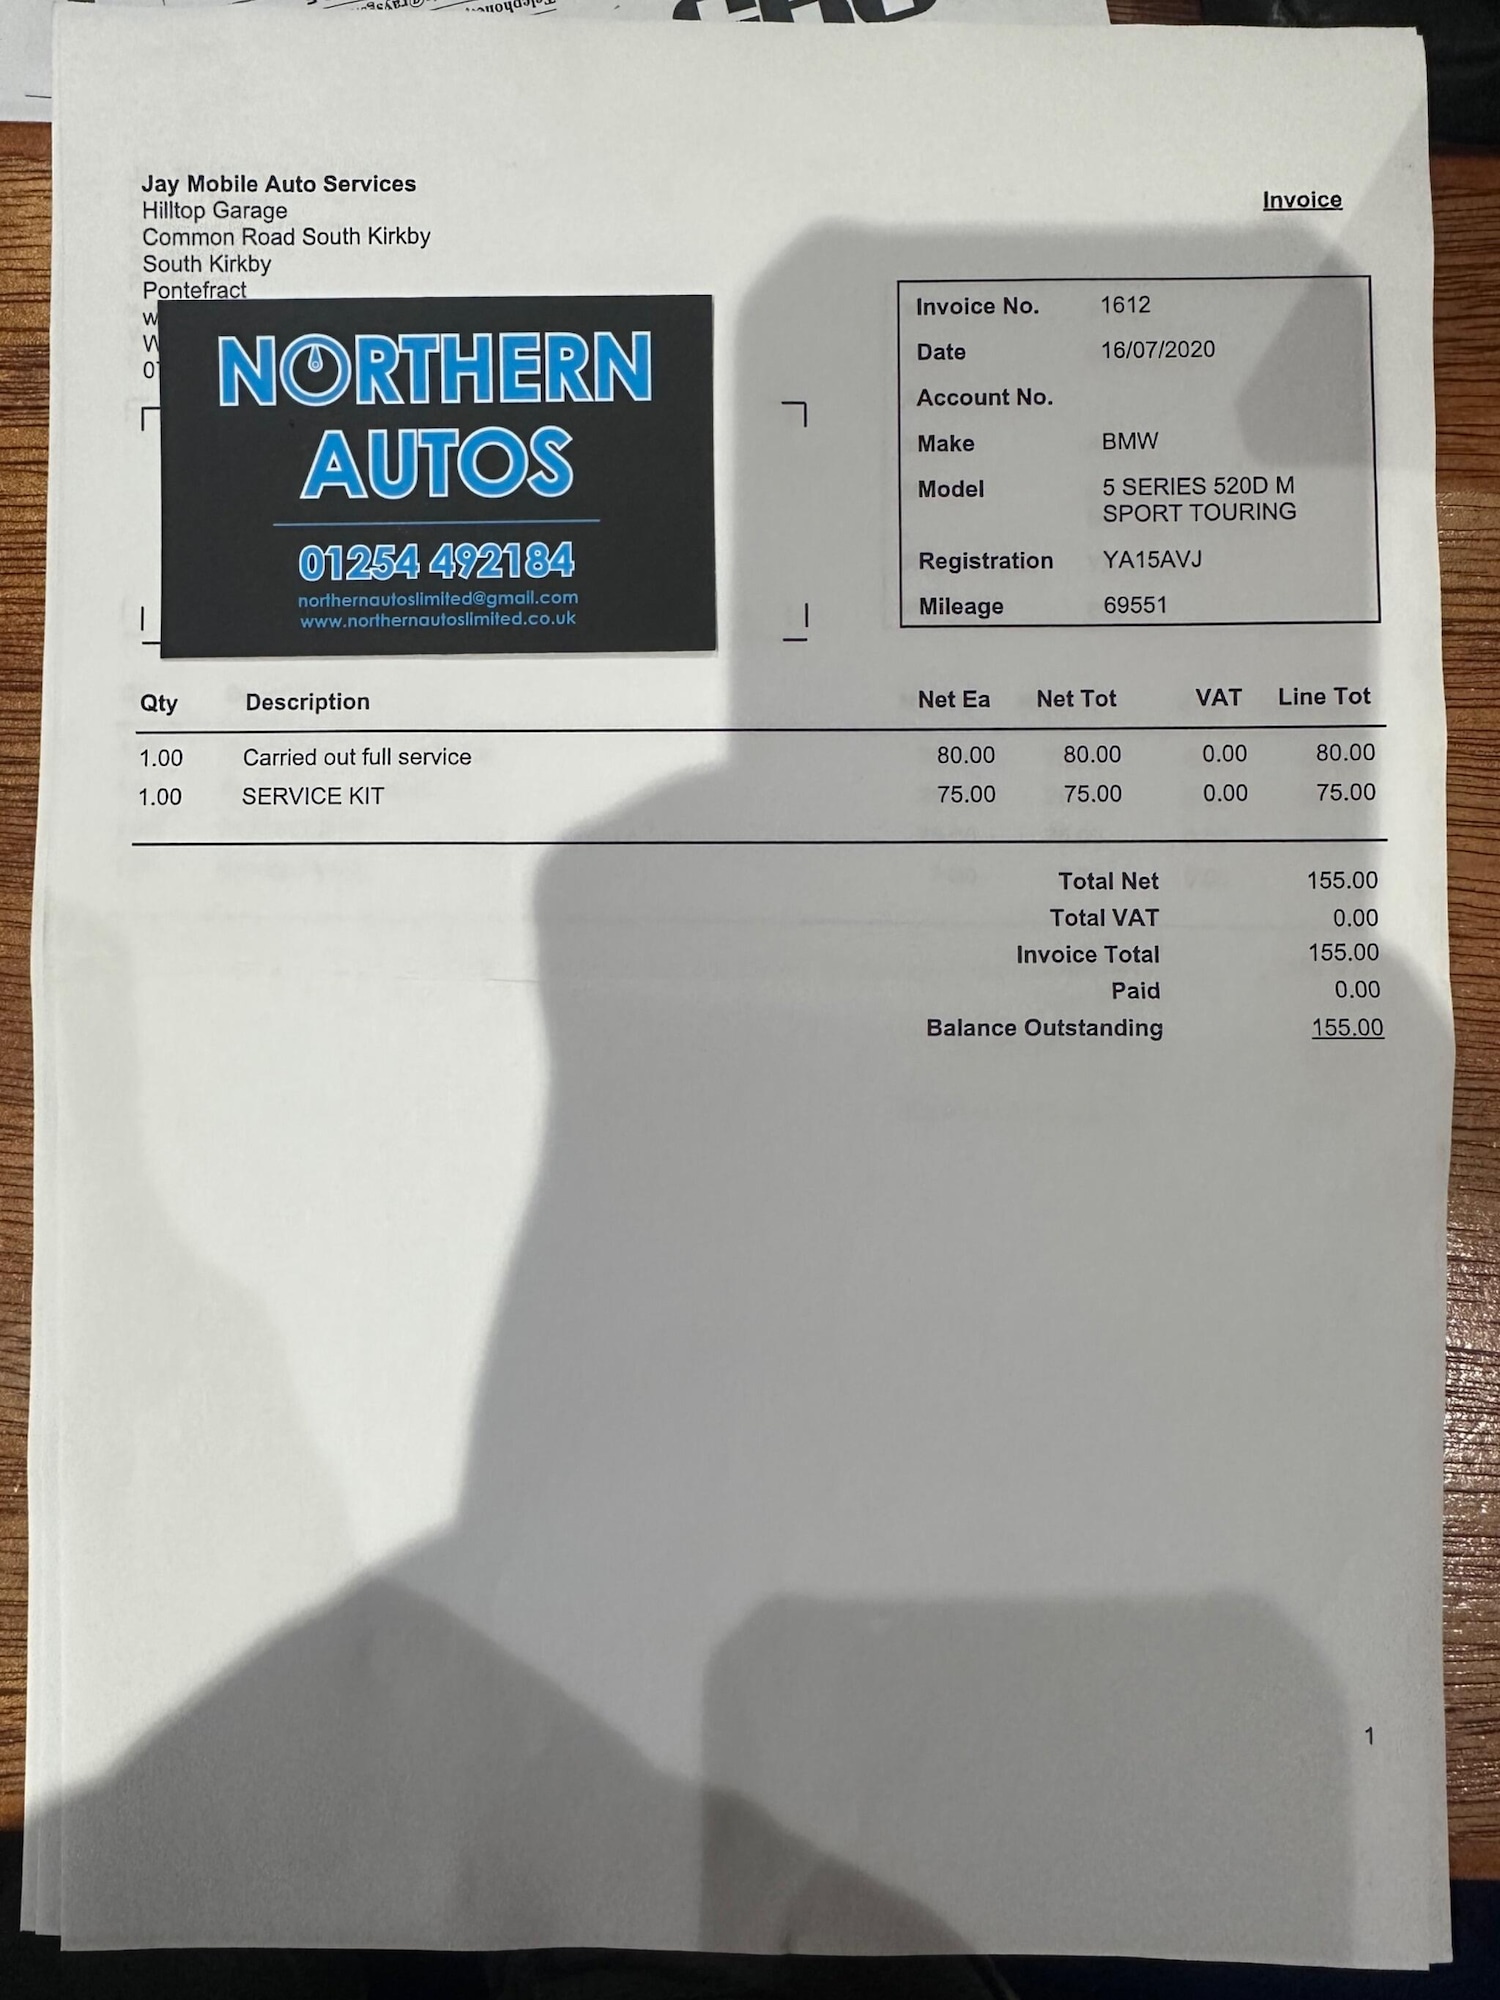 Jay Mobile Auto Services
Hilltop Garage
Common Road South Kirkby
South Kirkby
Pontefract
Invoice
NORTHERN
AUTOS
01254 492184
northernautoslimited@gmail.com
www.northernautoslimited.co.uk
Invoice No. 1612
Date 16/07/2020
Account No.
Make BMW
Model 5 SERIES 520D M
SPORT TOURING
Registration YA15AVJ
Mileage 69551
Qty Description Net Ea Net Tot VAT Line Tot
1.00 Carried out full service 80.00 80.00 0.00 80.00
1.00 SERVICE KIT 75.00 75.00 0.00 75.00
Total Net 155.00
Total VAT 0.00
Invoice Total 155.00
Paid 0.00
Balance Outstanding 155.00
1